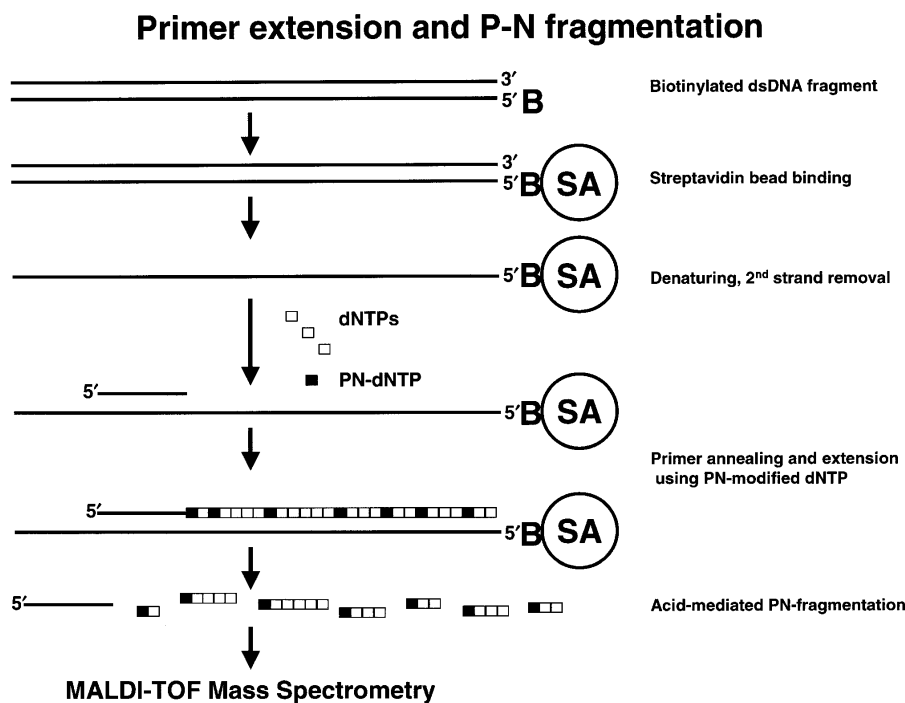 Primer extension and P-N fragmentation
3′
5′ B
Biotinylated dsDNA fragment
3′
5′ B SA
Streptavidin bead binding
5′ B SA
Denaturing, 2nd strand removal
dNTPs
PN-dNTP
5′
5′ B SA
Primer annealing and extension
using PN-modified dNTP
5′
5′ B SA
5′
Acid-mediated PN-fragmentation
MALDI-TOF Mass Spectrometry